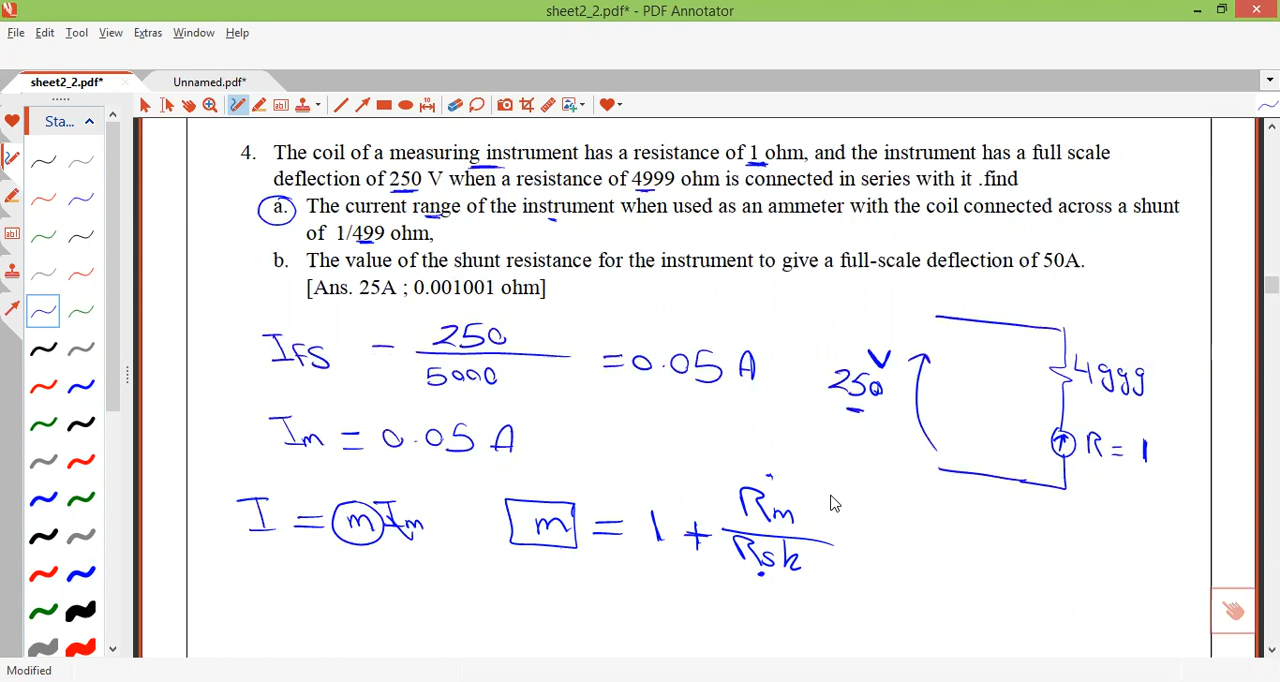 sheet2_2.pdf* - PDF Annotator
File Edit Tool View Extras Window Help
sheet2_2.pdf* Unnamed.pdf*
Sta...
4. The coil of a measuring instrument has a resistance of 1 ohm, and the instrument has a full scale
deflection of 250 V when a resistance of 4999 ohm is connected in series with it .find
a. The current range of the instrument when used as an ammeter with the coil connected across a shunt
of 1/499 ohm,
b. The value of the shunt resistance for the instrument to give a full-scale deflection of 50A.
[Ans. 25A ; 0.001001 ohm]
IFS - 250
5000
= 0.05 A
250 V
4999
R = 1
Im = 0.05 A
I = m Im
m = 1 + Rm
Rsh
Modified